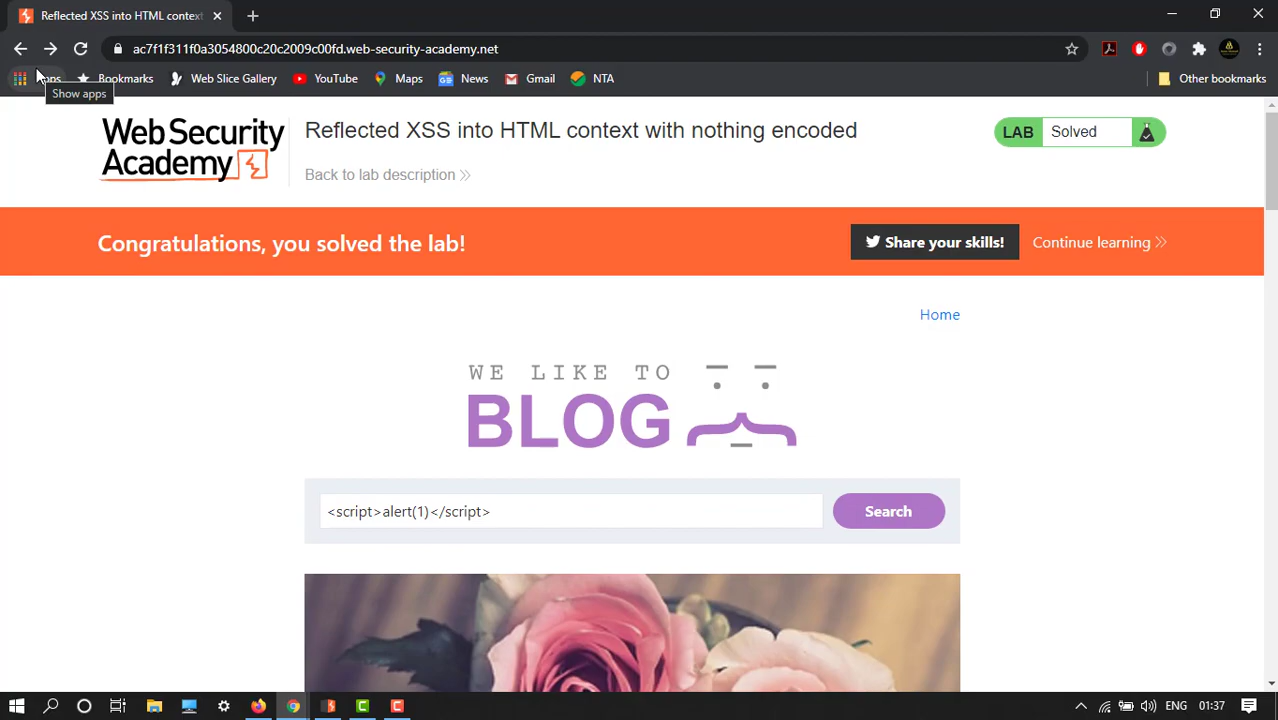 Reflected XSS into HTML context
ac7f1f311f0a3054800c20c2009c00fd.web-security-academy.net
Apps
Bookmarks
Web Slice Gallery
YouTube
Maps
News
Gmail
NTA
Other bookmarks
Show apps
Web Security
Academy
Reflected XSS into HTML context with nothing encoded
Back to lab description
LAB
Solved
Congratulations, you solved the lab!
Share your skills!
Continue learning
Home
WE LIKE TO
BLOG
<script>alert(1)</script>
Search
ENG
01:37